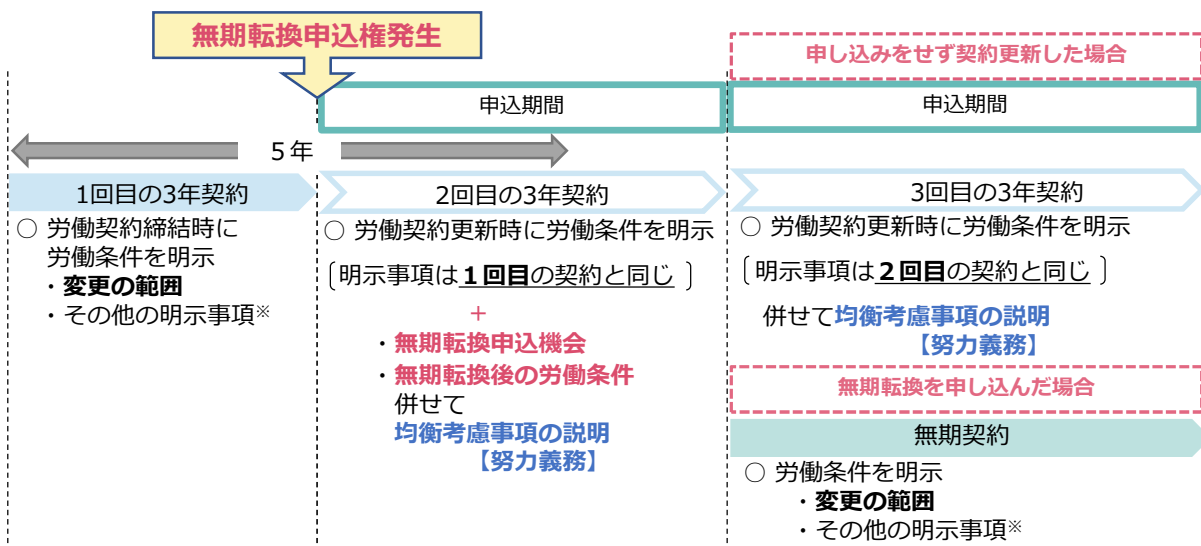 無期転換申込権発生
申し込みをせず契約更新した場合
申込期間
申込期間
5年
1回目の3年契約
○ 労働契約締結時に
労働条件を明示
・変更の範囲
・その他の明示事項※
2回目の3年契約
○ 労働契約更新時に労働条件を明示
〔明示事項は1回目の契約と同じ 〕
+
・無期転換申込機会
・無期転換後の労働条件
併せて
均衡考慮事項の説明
【努力義務】
3回目の3年契約
○ 労働契約更新時に労働条件を明示
〔明示事項は2回目の契約と同じ 〕
併せて均衡考慮事項の説明
【努力義務】
無期転換を申し込んだ場合
無期契約
○ 労働条件を明示
・変更の範囲
・その他の明示事項※